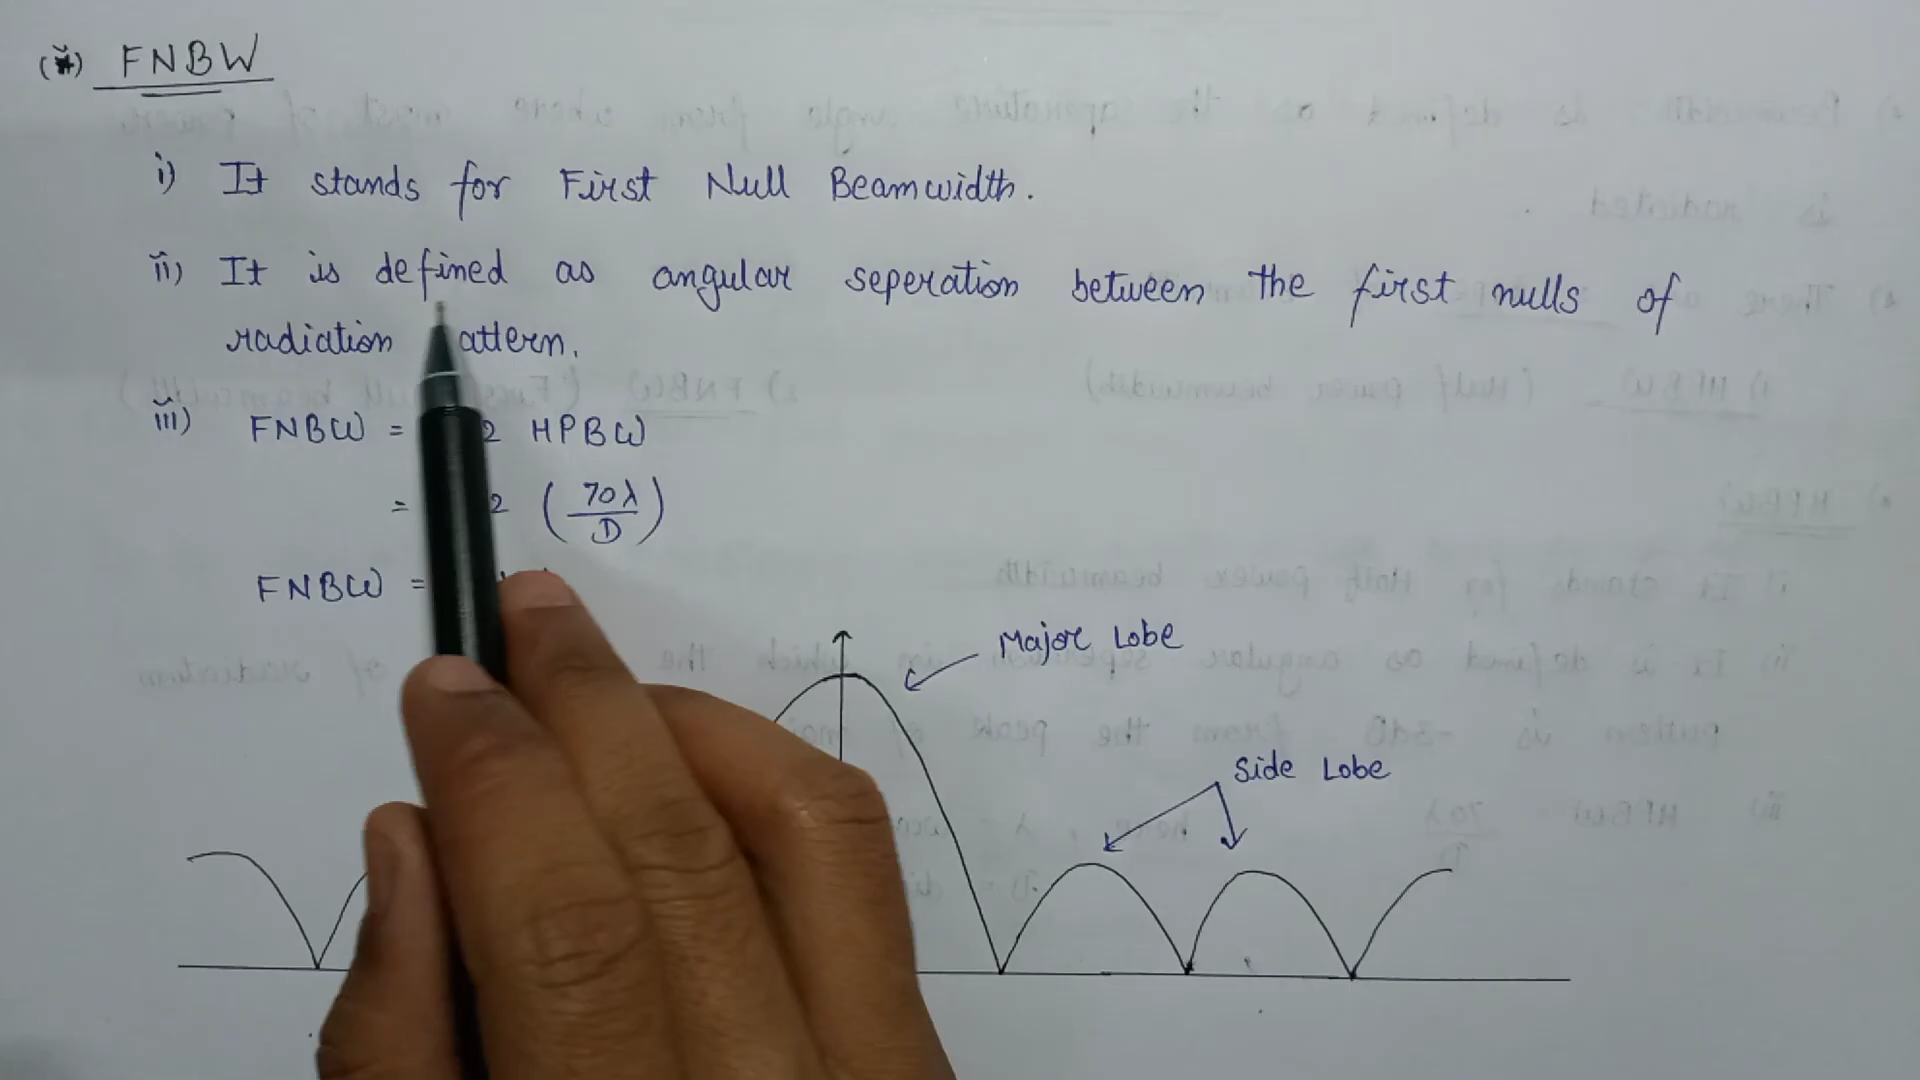 (*) FNBW
i) It stands for First Null Beamwidth.
ii) It is defined as angular seperation between the first nulls of
radiation attern.
iii) FNBW = 2 HPBW
= 2 (70λ/D)
FNBW =
Major Lobe
Side Lobe